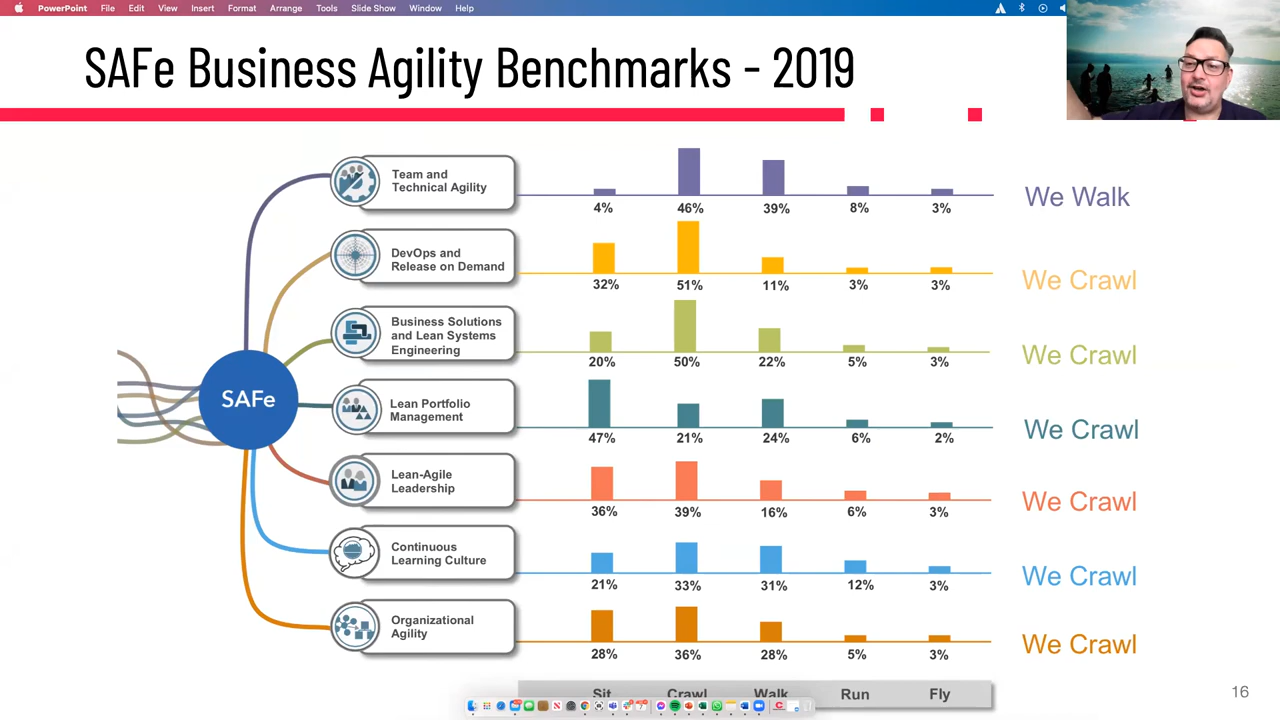 PowerPoint File Edit View Insert Format Arrange Tools Slide Show Window Help
SAFe Business Agility Benchmarks - 2019
Team and
Technical Agility
4% 46% 39% 8% 3%
We Walk
DevOps and
Release on Demand
32% 51% 11% 3% 3%
We Crawl
Business Solutions
and Lean Systems
Engineering
20% 50% 22% 5% 3%
We Crawl
SAFe
Lean Portfolio
Management
47% 21% 24% 6% 2%
We Crawl
Lean-Agile
Leadership
36% 39% 16% 6% 3%
We Crawl
Continuous
Learning Culture
21% 33% 31% 12% 3%
We Crawl
Organizational
Agility
28% 36% 28% 5% 3%
We Crawl
Sit Crawl Walk Run Fly
16